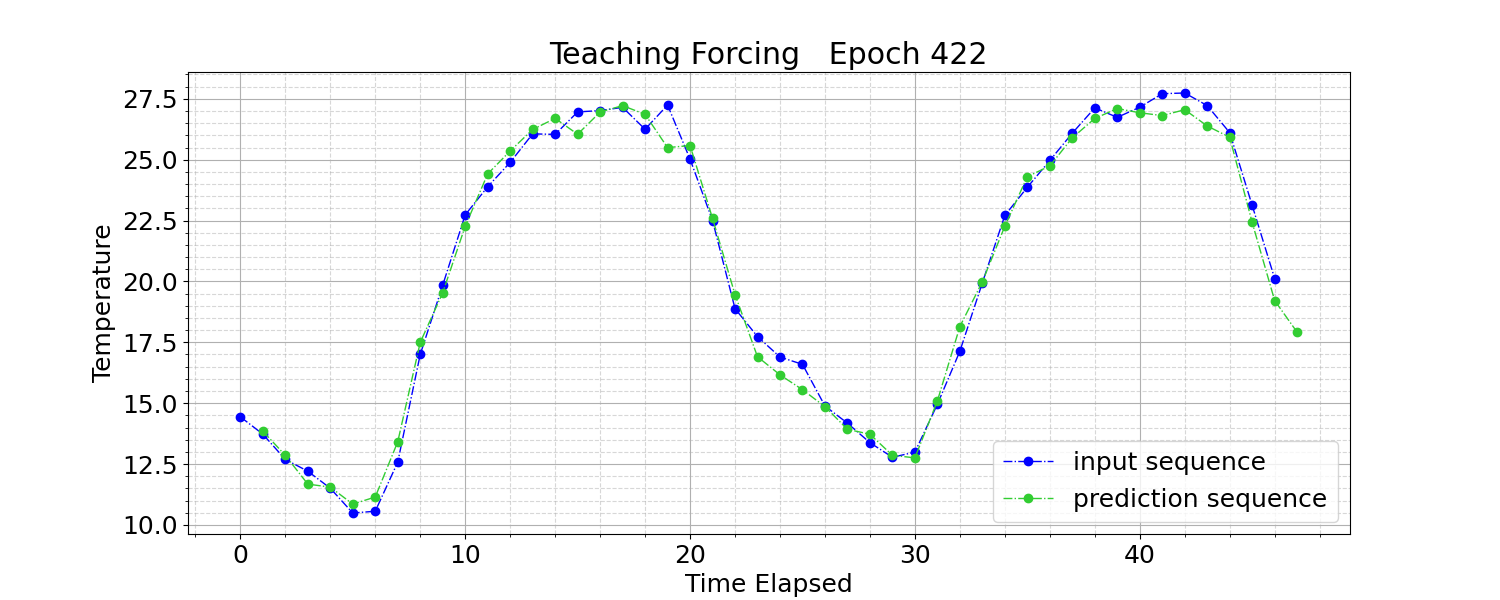 Teaching Forcing   Epoch 422
27.5
25.0
22.5
20.0
17.5
15.0
12.5
10.0
Temperature
input sequence
prediction sequence
0 10 20 30 40
Time Elapsed